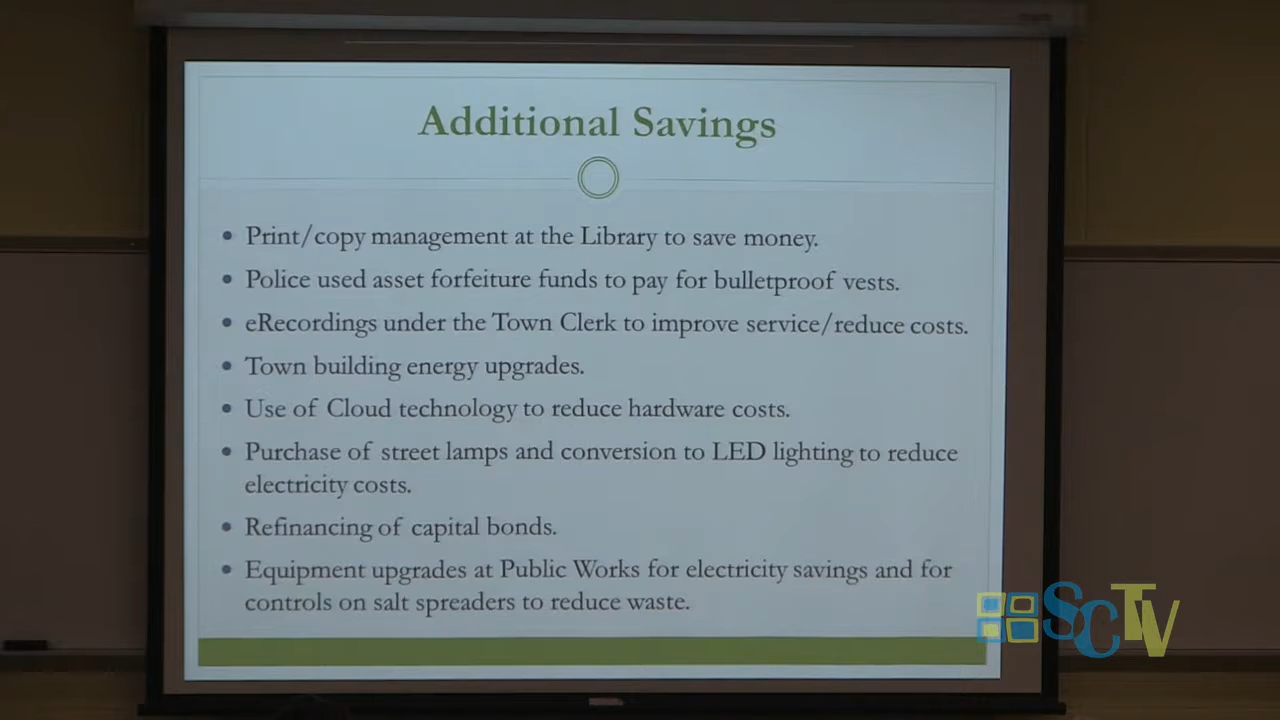 Additional Savings
• Print/copy management at the Library to save money.
• Police used asset forfeiture funds to pay for bulletproof vests.
• eRecordings under the Town Clerk to improve service/reduce costs.
• Town building energy upgrades.
• Use of Cloud technology to reduce hardware costs.
• Purchase of street lamps and conversion to LED lighting to reduce
electricity costs.
• Refinancing of capital bonds.
• Equipment upgrades at Public Works for electricity savings and for
controls on salt spreaders to reduce waste.
SCTV